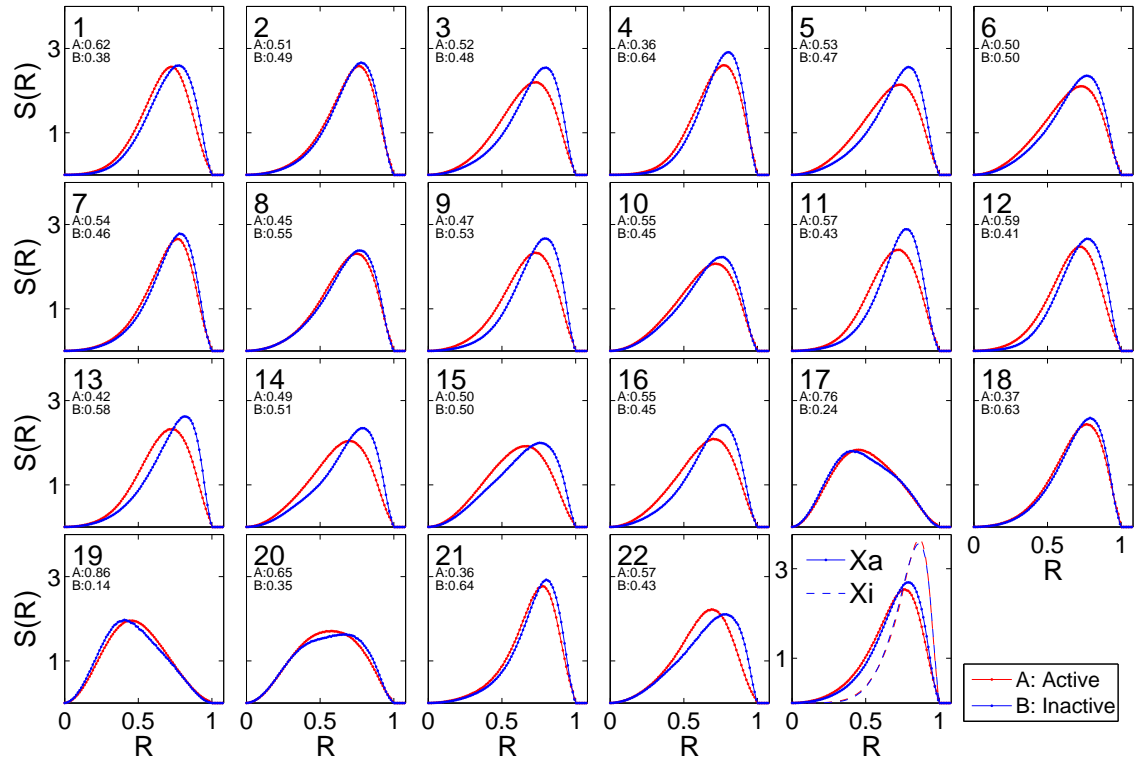 1
A:0.62
B:0.38
2
A:0.51
B:0.49
3
A:0.52
B:0.48
4
A:0.36
B:0.64
5
A:0.53
B:0.47
6
A:0.50
B:0.50
S(R)
3
1
7
A:0.54
B:0.46
8
A:0.45
B:0.55
9
A:0.47
B:0.53
10
A:0.55
B:0.45
11
A:0.57
B:0.43
12
A:0.59
B:0.41
S(R)
3
1
13
A:0.42
B:0.58
14
A:0.49
B:0.51
15
A:0.50
B:0.50
16
A:0.55
B:0.45
17
A:0.76
B:0.24
18
A:0.37
B:0.63
S(R)
3
1
0 0.5 1
R
19
A:0.86
B:0.14
20
A:0.65
B:0.35
21
A:0.36
B:0.64
22
A:0.57
B:0.43
Xa
Xi
S(R)
3
1
3
1
A: Active
B: Inactive
0 0.5 1
0 0.5 1
0 0.5 1
0 0.5 1
0 0.5 1
R R R R R